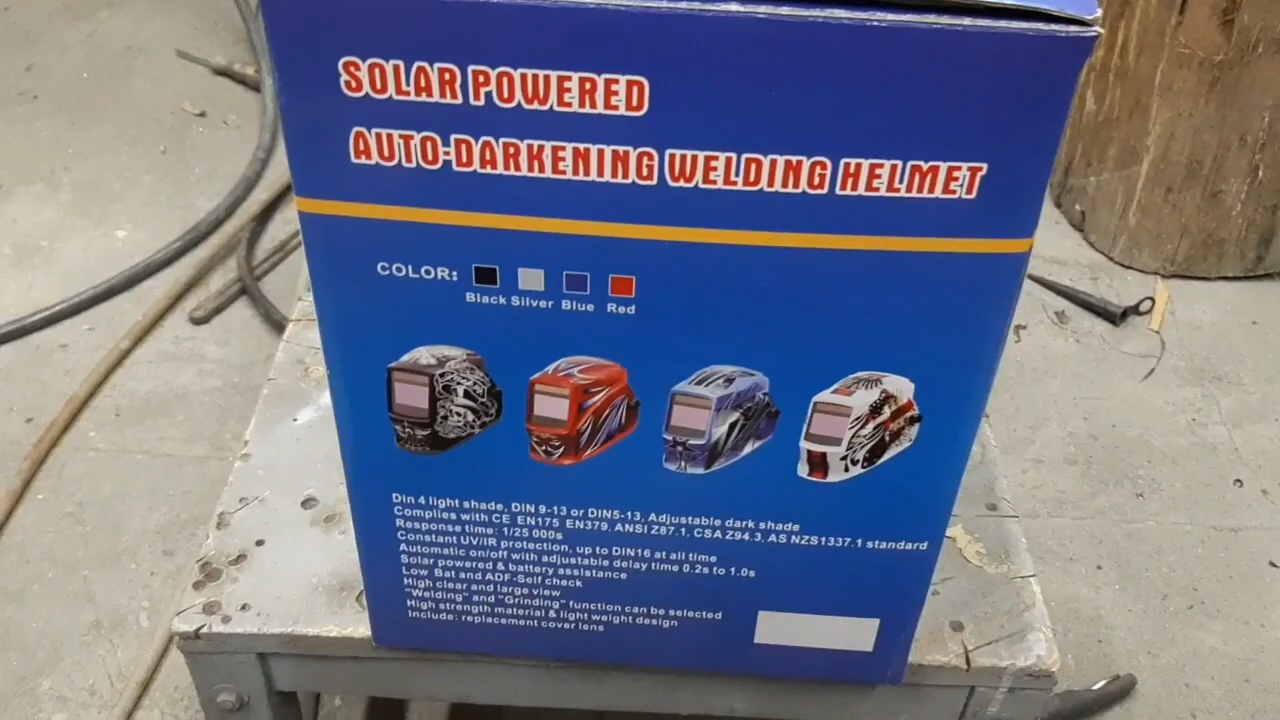 SOLAR POWERED
AUTO-DARKENING WELDING HELMET
COLOR:
Black Silver Blue Red
Din 4 light shade, DIN 9-13 or DIN5-13, Adjustable dark shade
Complies with CE EN175 EN379, ANSI Z87.1, CSA Z94.3, AS NZS1337.1 standard
Response time: 1/25 000s
Constant UV/IR protection, up to DIN16 at all time
Automatic on/off with adjustable delay time 0.2s to 1.0s
Solar powered & battery assistance
Low Bat and ADF-Self check
High clear and large view
"Welding" and "Grinding" function can be selected
High strength material & light weight design
Include: replacement cover lens